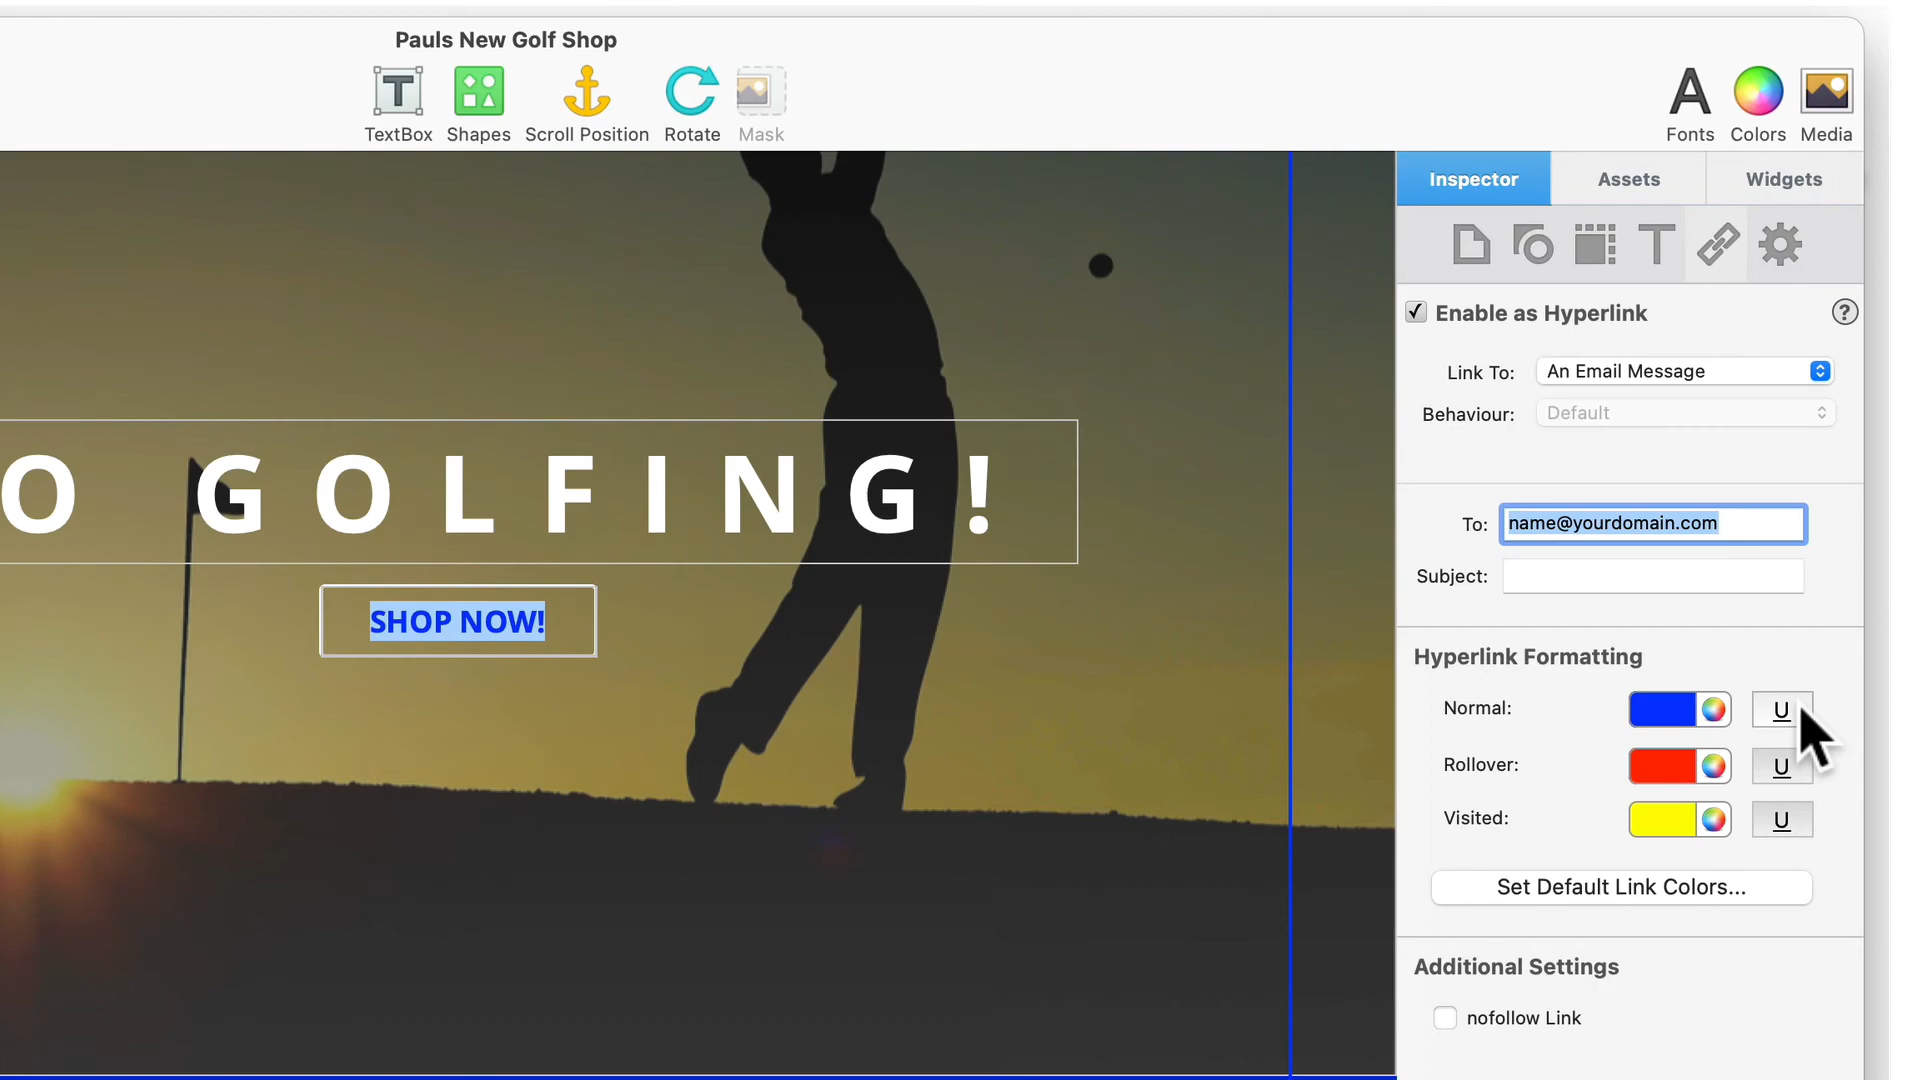 Pauls New Golf Shop
TextBox Shapes Scroll Position Rotate Mask
Fonts Colors Media
Inspector Assets Widgets
Enable as Hyperlink ?
Link To: An Email Message
Behaviour: Default
O GOLFING!
To: name@yourdomain.com
Subject:
SHOP NOW!
Hyperlink Formatting
Normal: U
Rollover: U
Visited: U
Set Default Link Colors...
Additional Settings
nofollow Link